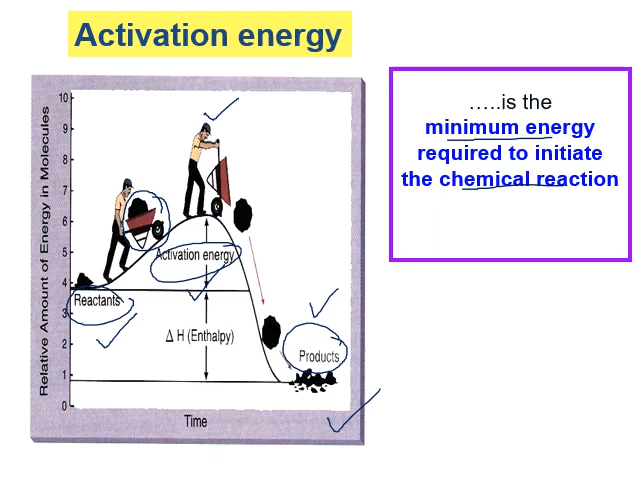 Activation energy
…..is the
minimum energy
required to initiate
the chemical reaction
Relative Amount of Energy in Molecules
10
9
8
7
6
5
4
3
2
1
0
Activation energy
Reactants
Δ H (Enthalpy)
Products
Time